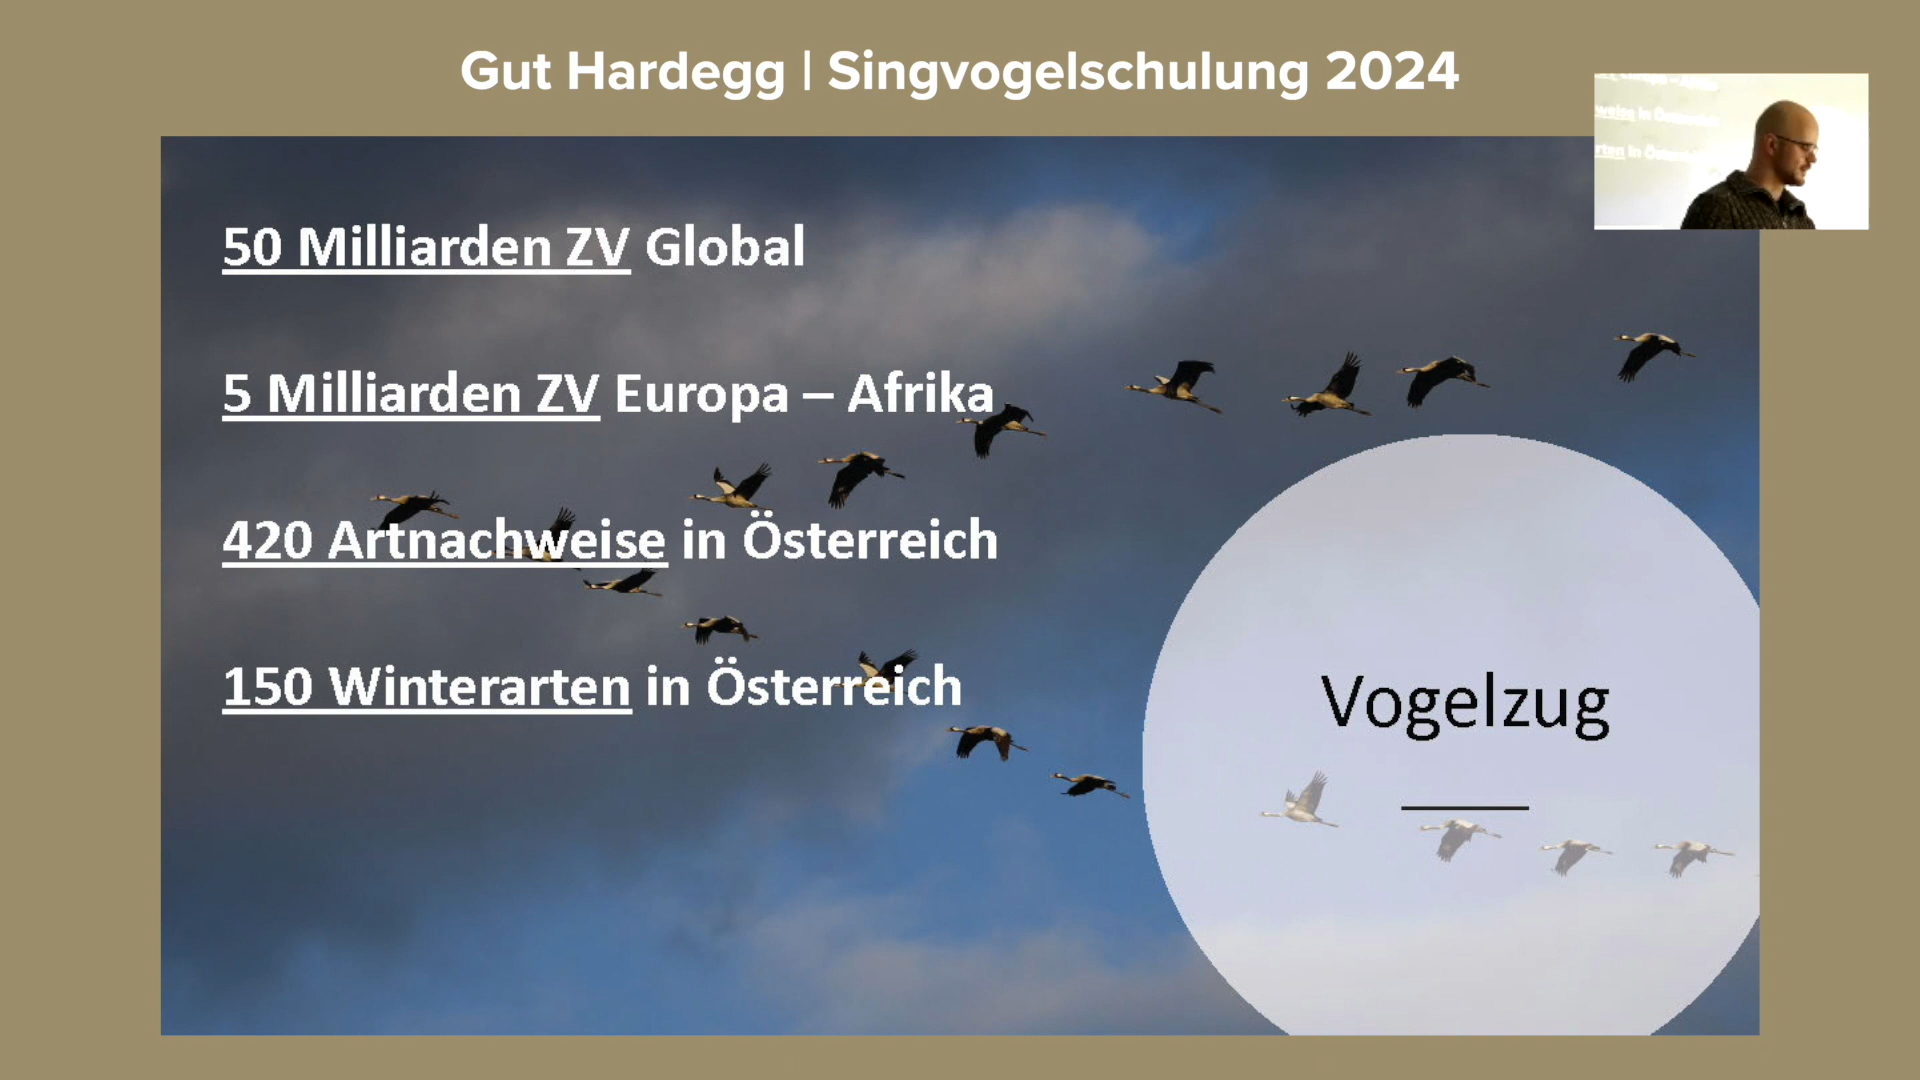 Gut Hardegg | Singvogelschulung 2024
50 Milliarden ZV Global
5 Milliarden ZV Europa – Afrika
420 Artnachweise in Österreich
150 Winterarten in Österreich
Vogelzug